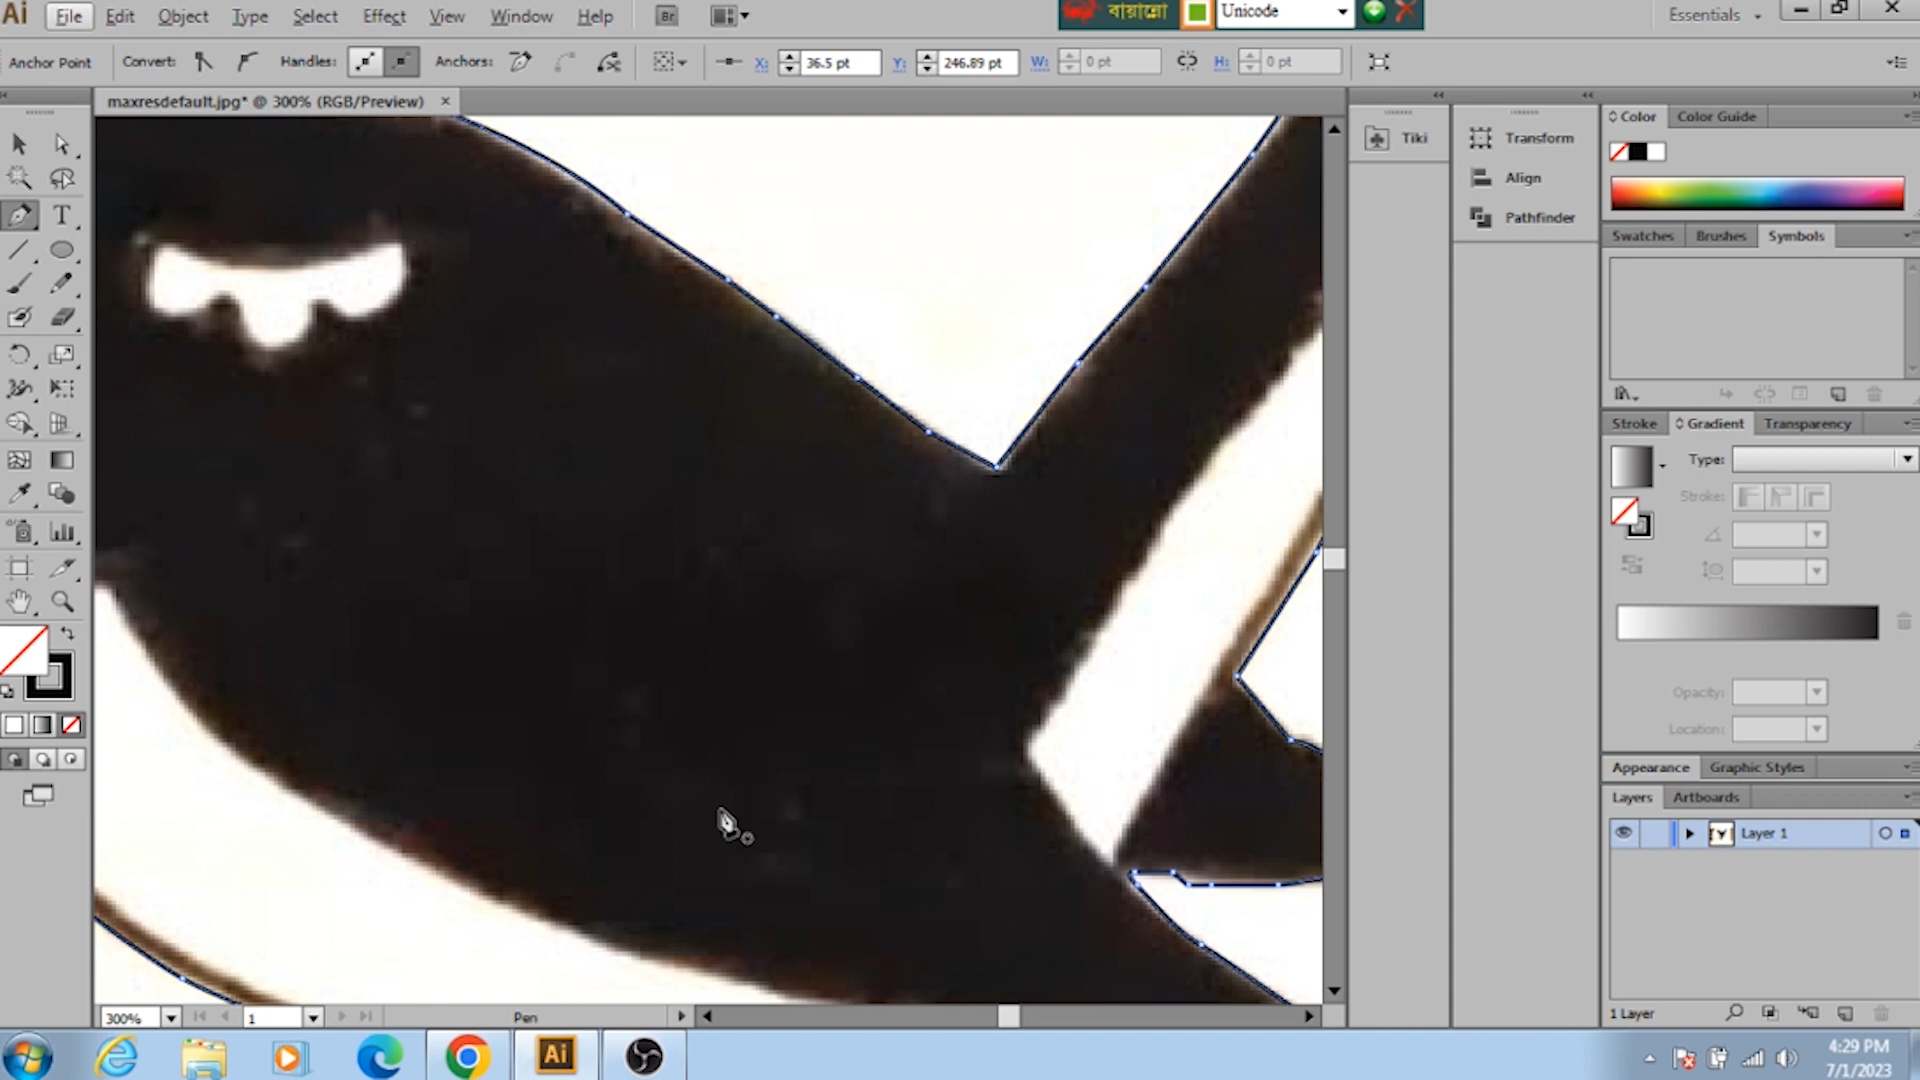 Ai File Edit Object Type Select Effect View Window Help Br বায়ান্নো Unicode Essentials
Anchor Point Convert: Handles: Anchors: X: 36.5 pt Y: 246.89 pt W: 0 pt H: 0 pt
maxresdefault.jpg* @ 300% (RGB/Preview) ×
Tiki
Transform
Align
Pathfinder
Color Color Guide
Swatches Brushes Symbols
Stroke Gradient Transparency
Type:
Stroke:
Opacity:
Location:
Appearance Graphic Styles
Layers Artboards
Layer 1
1 Layer
T
300% 1 Pen
Ai
4:29 PM
7/1/2023